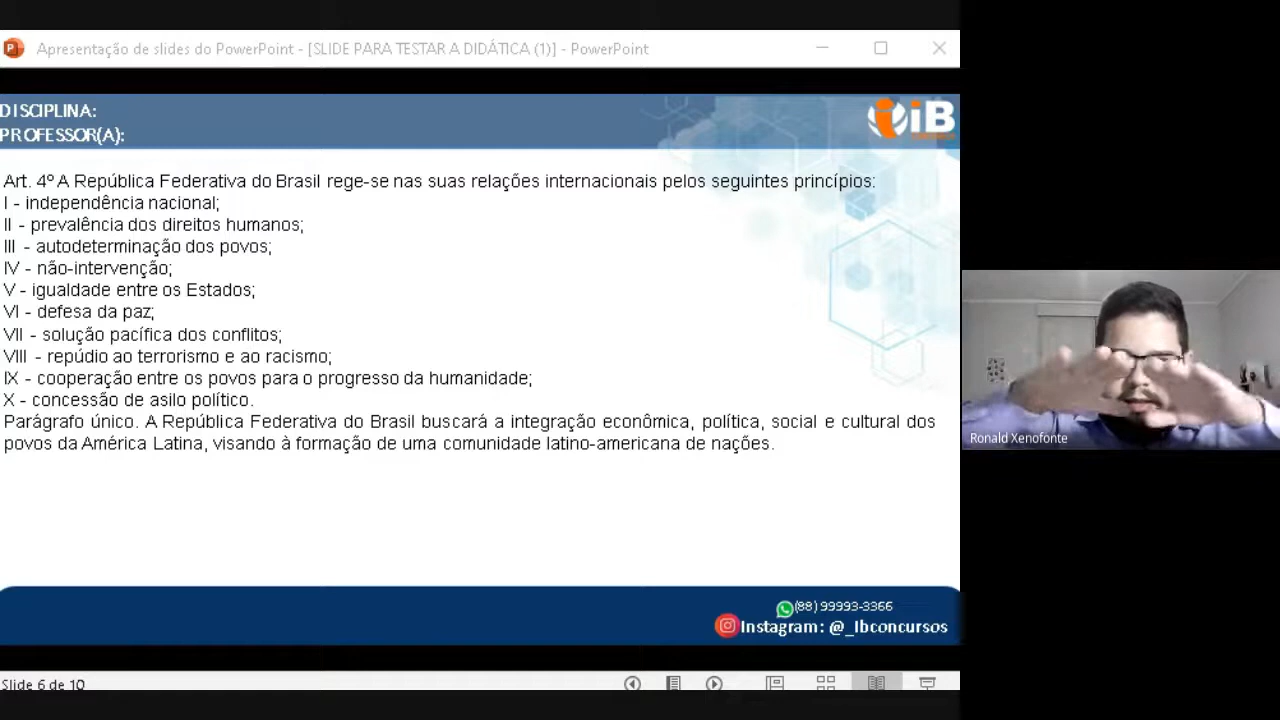 Apresentação de slides do PowerPoint - [SLIDE PARA TESTAR A DIDÁTICA (1)] - PowerPoint
DISCIPLINA:
PROFESSOR(A):
iB
Art. 4º A República Federativa do Brasil rege-se nas suas relações internacionais pelos seguintes princípios:
I - independência nacional;
II - prevalência dos direitos humanos;
III - autodeterminação dos povos;
IV - não-intervenção;
V - igualdade entre os Estados;
VI - defesa da paz;
VII - solução pacífica dos conflitos;
VIII - repúdio ao terrorismo e ao racismo;
IX - cooperação entre os povos para o progresso da humanidade;
X - concessão de asilo político.
Parágrafo único. A República Federativa do Brasil buscará a integração econômica, política, social e cultural dos
povos da América Latina, visando à formação de uma comunidade latino-americana de nações.
Ronald Xenofonte
(88) 99993-3366
Instagram: @_Ibconcursos
Slide 6 de 10